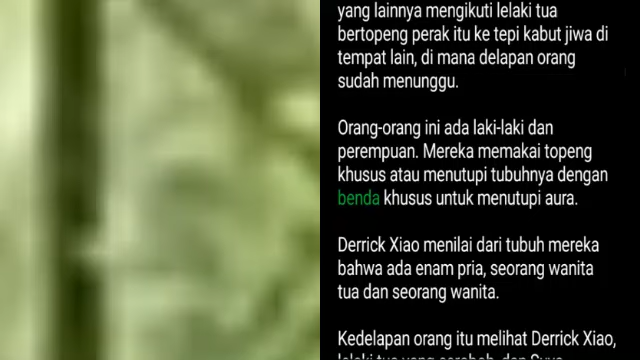 yang lainnya mengikuti lelaki tua
bertopeng perak itu ke tepi kabut jiwa di
tempat lain, di mana delapan orang
sudah menunggu.
Orang-orang ini ada laki-laki dan
perempuan. Mereka memakai topeng
khusus atau menutupi tubuhnya dengan
benda khusus untuk menutupi aura.
Derrick Xiao menilai dari tubuh mereka
bahwa ada enam pria, seorang wanita
tua dan seorang wanita.
Kedelapan orang itu melihat Derrick Xiao,